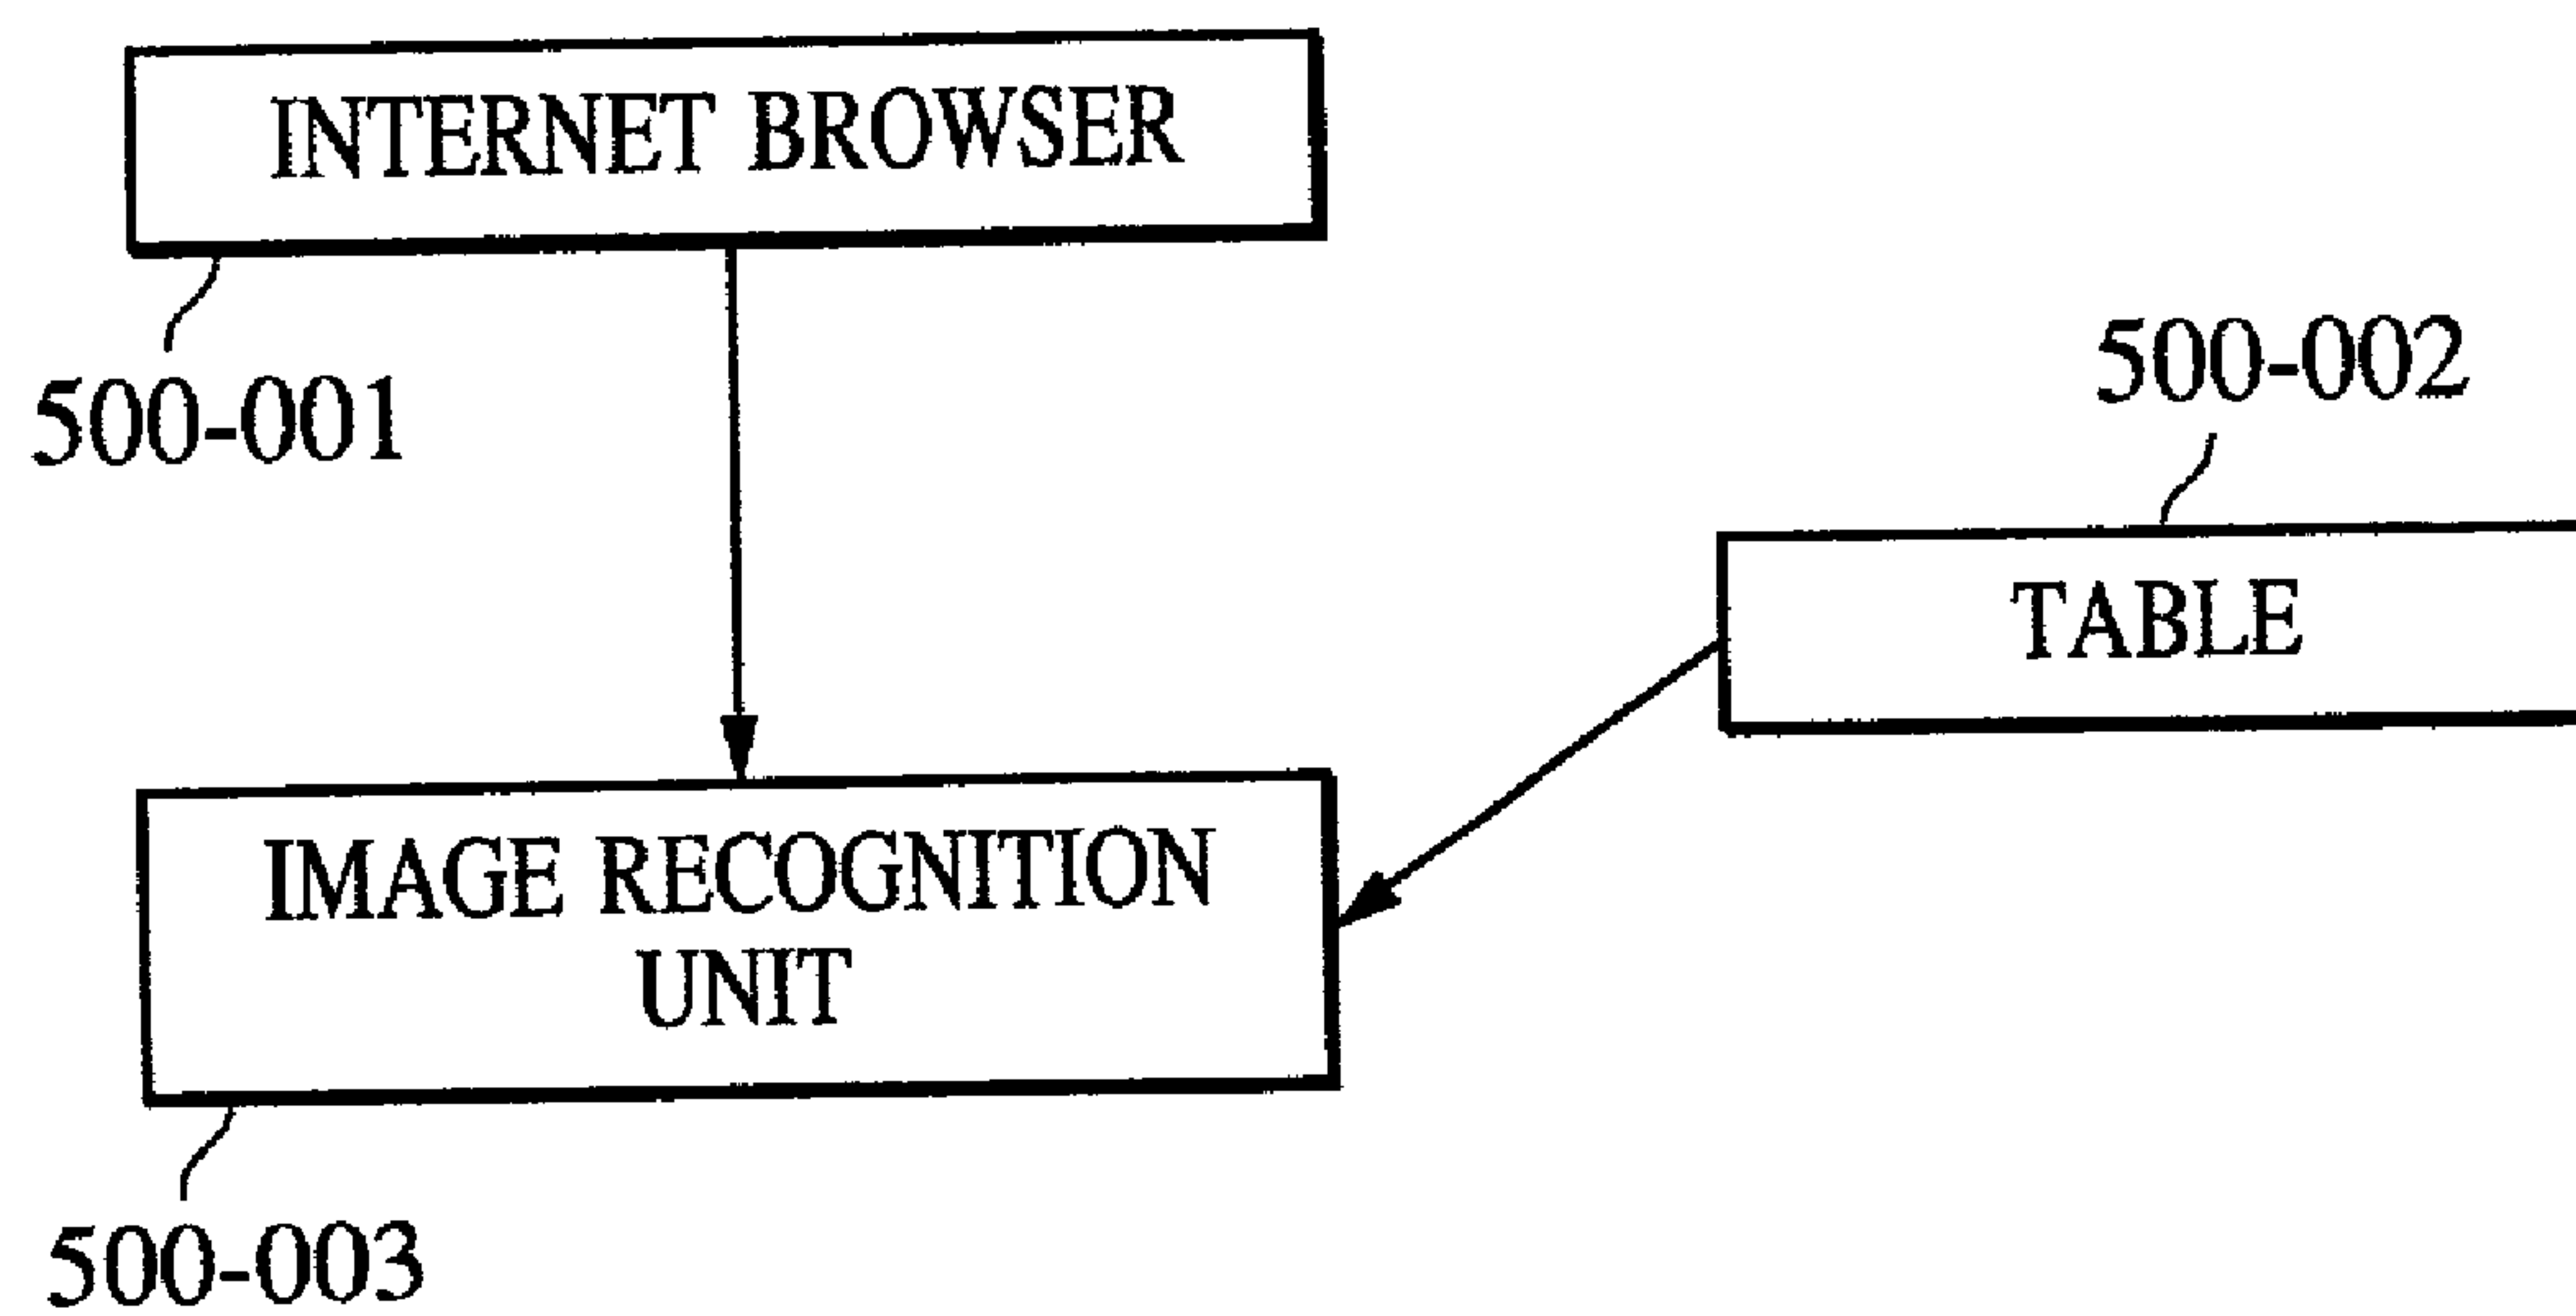 INTERNET BROWSER
500-001
500-002
TABLE
IMAGE RECOGNITION
UNIT
500-003